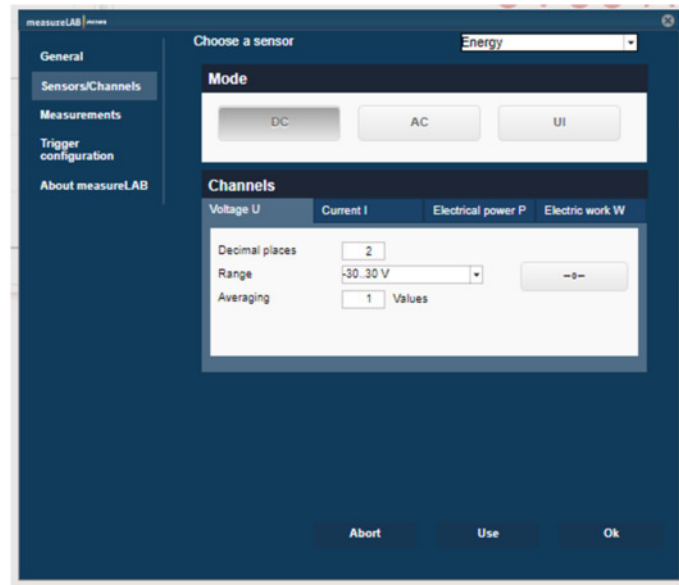 measureLAB
Choose a sensor
Energy
General
Sensors/Channels
Measurements
Trigger
configuration
About measureLAB
Mode
DC
AC
UI
Channels
Voltage U
Current I
Electrical power P
Electric work W
Decimal places
2
Range
-30..30 V
Averaging
1
Values
–0–
Abort
Use
Ok